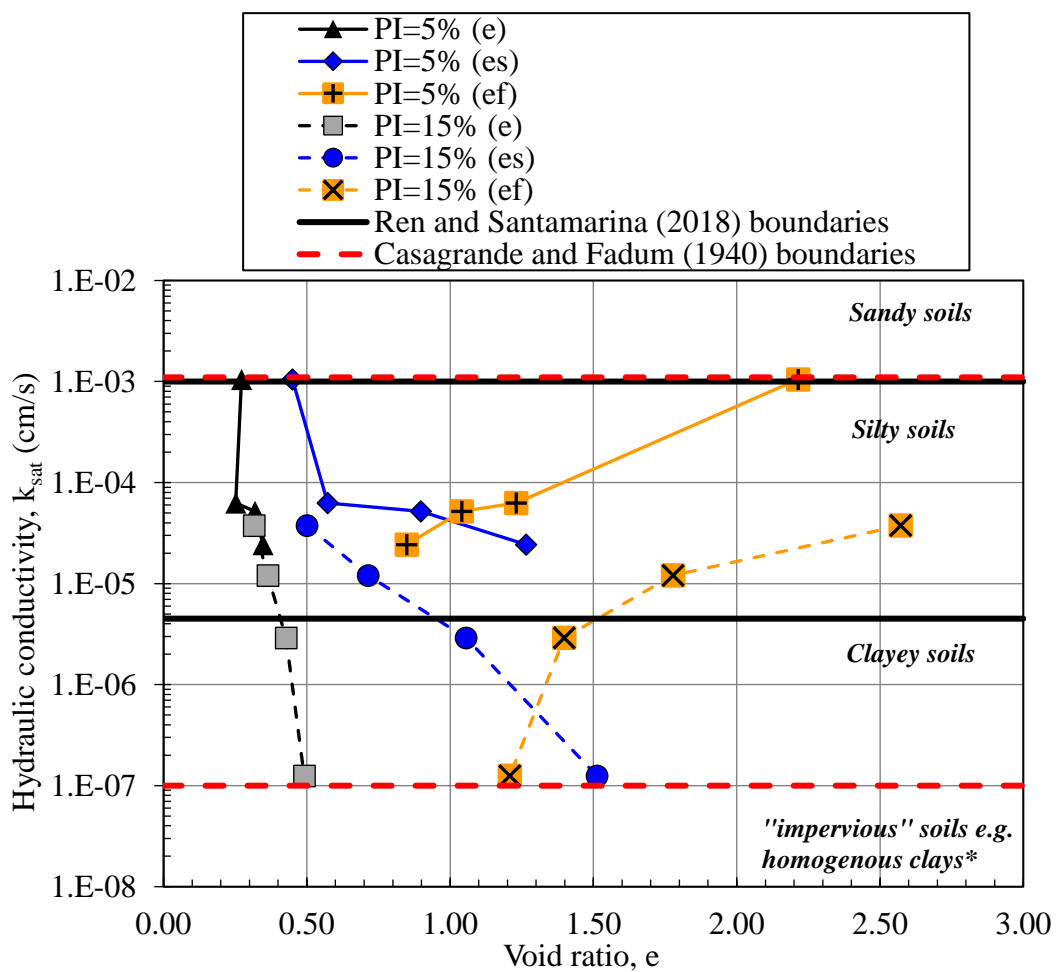 PI=5% (e)
PI=5% (es)
PI=5% (ef)
PI=15% (e)
PI=15% (es)
PI=15% (ef)
Ren and Santamarina (2018) boundaries
Casagrande and Fadum (1940) boundaries
1.E-02
1.E-03
1.E-04
1.E-05
1.E-06
1.E-07
1.E-08
Hydraulic conductivity, ksat (cm/s)
Sandy soils
Silty soils
Clayey soils
"impervious" soils e.g.
homogenous clays*
0.00 0.50 1.00 1.50 2.00 2.50 3.00
Void ratio, e